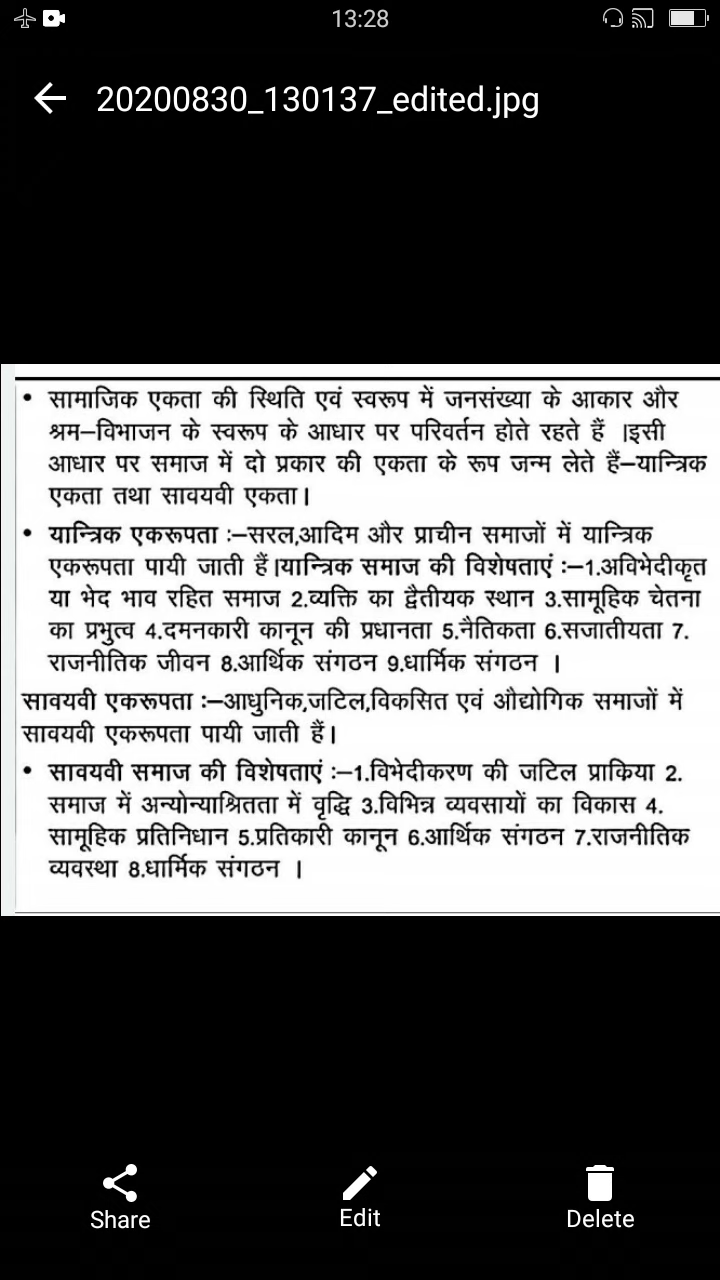 13:28
20200830_130137_edited.jpg
• सामाजिक एकता की स्थिति एवं स्वरूप में जनसंख्या के आकार और
श्रम–विभाजन के स्वरूप के आधार पर परिवर्तन होते रहते हैं ।इसी
आधार पर समाज में दो प्रकार की एकता के रूप जन्म लेते हैं–यान्त्रिक
एकता तथा सावयवी एकता।
• यान्त्रिक एकरूपता :–सरल,आदिम और प्राचीन समाजों में यान्त्रिक
एकरूपता पायी जाती हैं।यान्त्रिक समाज की विशेषताएं :–1.अविभेदीकृत
या भेद भाव रहित समाज 2.व्यक्ति का द्वैतीयक स्थान 3.सामूहिक चेतना
का प्रभुत्व 4.दमनकारी कानून की प्रधानता 5.नैतिकता 6.सजातीयता 7.
राजनीतिक जीवन 8.आर्थिक संगठन 9.धार्मिक संगठन ।
सावयवी एकरूपता :–आधुनिक,जटिल,विकसित एवं औद्योगिक समाजों में
सावयवी एकरूपता पायी जाती हैं।
• सावयवी समाज की विशेषताएं :–1.विभेदीकरण की जटिल प्राकिया 2.
समाज में अन्योन्याश्रितता में वृद्धि 3.विभिन्न व्यवसायों का विकास 4.
सामूहिक प्रतिनिधान 5.प्रतिकारी कानून 6.आर्थिक संगठन 7.राजनीतिक
व्यवस्था 8.धार्मिक संगठन ।
Share
Edit
Delete